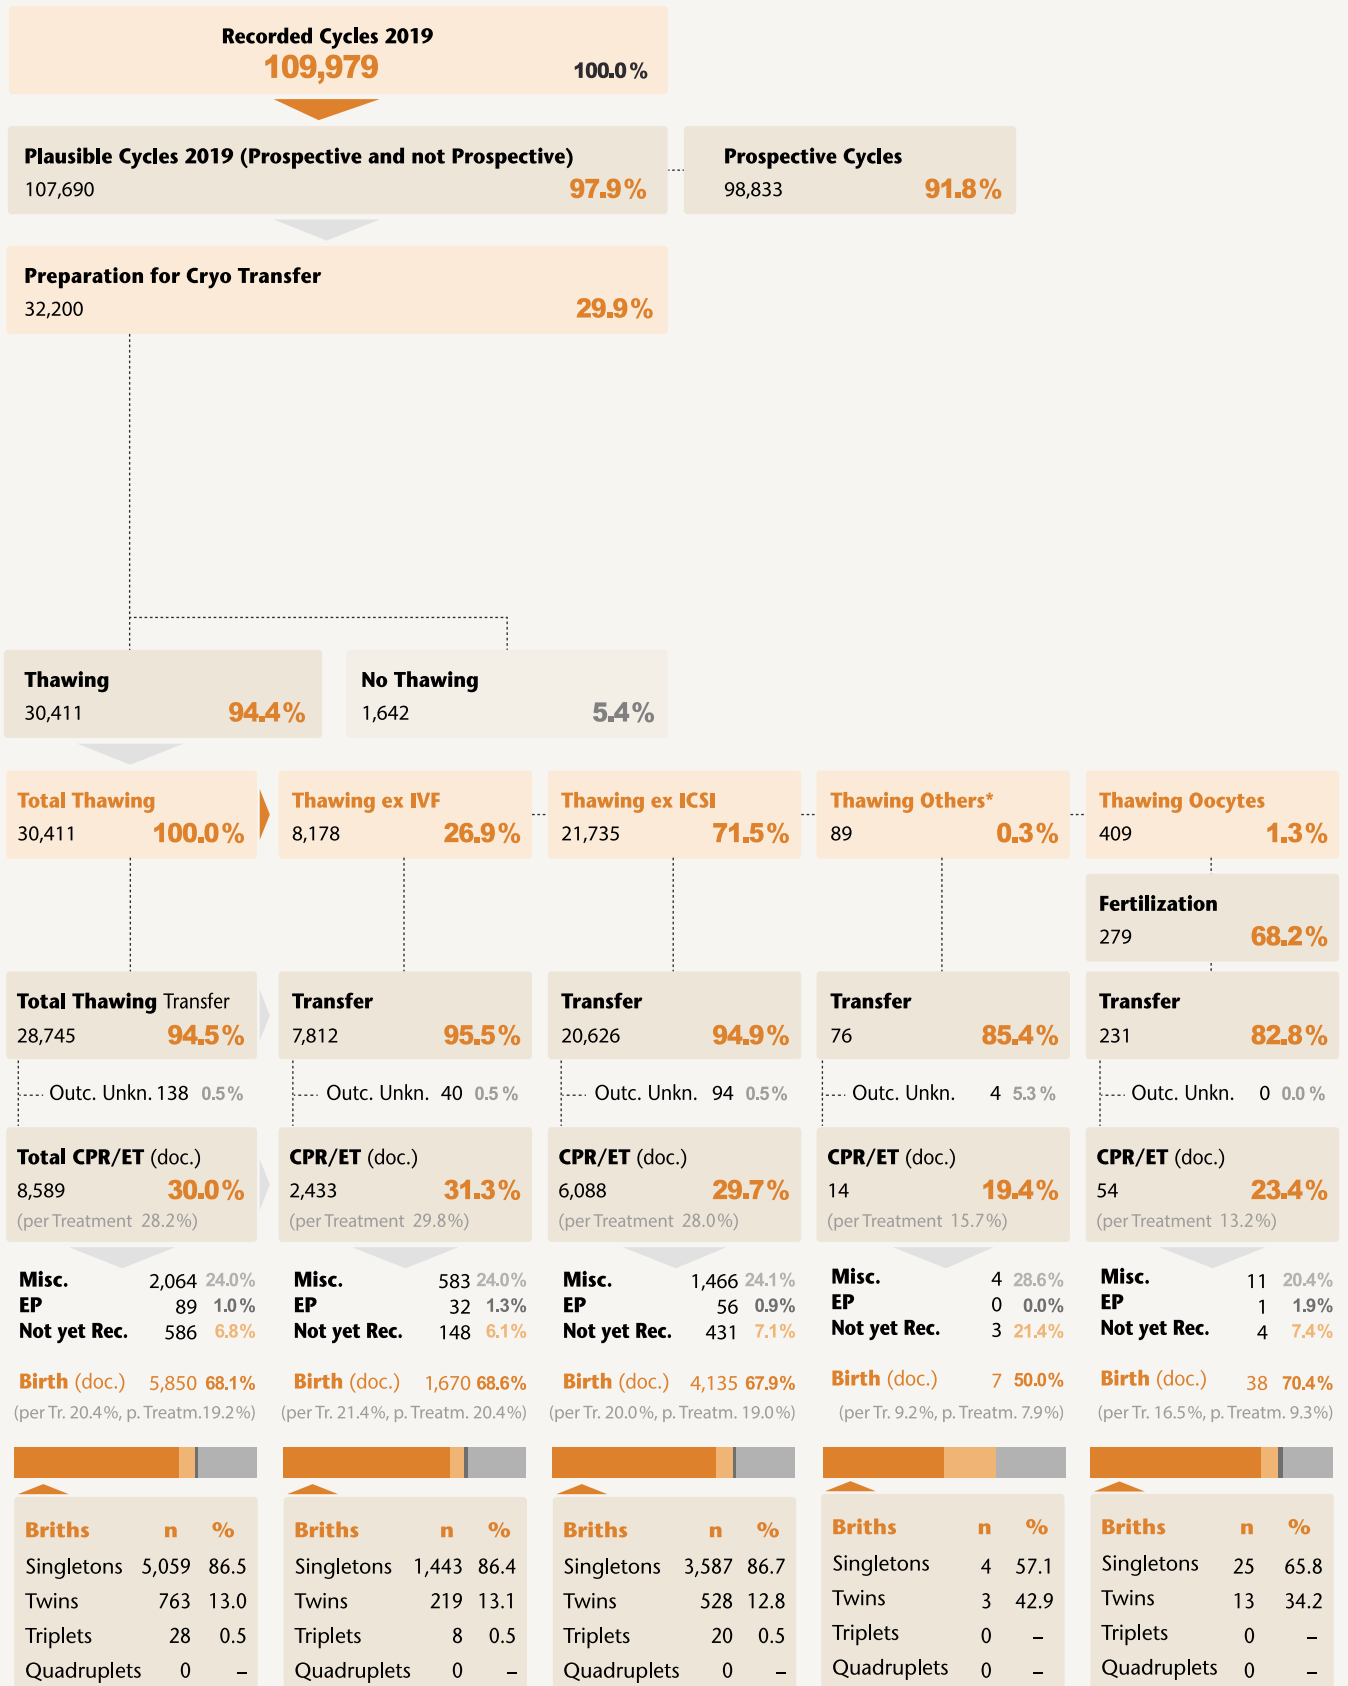 Recorded Cycles 2019
109,979 100.0%
Plausible Cycles 2019 (Prospective and not Prospective)
107,690 97.9%
Prospective Cycles
98,833 91.8%
Preparation for Cryo Transfer
32,200 29.9%
Thawing
30,411 94.4%
No Thawing
1,642 5.4%
Total Thawing
30,411 100.0%
Thawing ex IVF
8,178 26.9%
Thawing ex ICSI
21,735 71.5%
Thawing Others*
89 0.3%
Thawing Oocytes
409 1.3%
Fertilization
279 68.2%
Total Thawing Transfer
28,745 94.5%
Transfer
7,812 95.5%
Transfer
20,626 94.9%
Transfer
76 85.4%
Transfer
231 82.8%
Outc. Unkn. 138 0.5%
Outc. Unkn. 40 0.5%
Outc. Unkn. 94 0.5%
Outc. Unkn. 4 5.3%
Outc. Unkn. 0 0.0%
Total CPR/ET (doc.)
8,589 30.0%
(per Treatment 28.2%)
CPR/ET (doc.)
2,433 31.3%
(per Treatment 29.8%)
CPR/ET (doc.)
6,088 29.7%
(per Treatment 28.0%)
CPR/ET (doc.)
14 19.4%
(per Treatment 15.7%)
CPR/ET (doc.)
54 23.4%
(per Treatment 13.2%)
Misc. 2,064 24.0%
EP 89 1.0%
Not yet Rec. 586 6.8%
Birth (doc.) 5,850 68.1%
(per Tr. 20.4%, p. Treatm.19.2%)
Misc. 583 24.0%
EP 32 1.3%
Not yet Rec. 148 6.1%
Birth (doc.) 1,670 68.6%
(per Tr. 21.4%, p. Treatm. 20.4%)
Misc. 1,466 24.1%
EP 56 0.9%
Not yet Rec. 431 7.1%
Birth (doc.) 4,135 67.9%
(per Tr. 20.0%, p. Treatm. 19.0%)
Misc. 4 28.6%
EP 0 0.0%
Not yet Rec. 3 21.4%
Birth (doc.) 7 50.0%
(per Tr. 9.2%, p. Treatm. 7.9%)
Misc. 11 20.4%
EP 1 1.9%
Not yet Rec. 4 7.4%
Birth (doc.) 38 70.4%
(per Tr. 16.5%, p. Treatm. 9.3%)
Briths n %
Singletons 5,059 86.5
Twins 763 13.0
Triplets 28 0.5
Quadruplets 0 –
Briths n %
Singletons 1,443 86.4
Twins 219 13.1
Triplets 8 0.5
Quadruplets 0 –
Briths n %
Singletons 3,587 86.7
Twins 528 12.8
Triplets 20 0.5
Quadruplets 0 –
Briths n %
Singletons 4 57.1
Twins 3 42.9
Triplets 0 –
Quadruplets 0 –
Briths n %
Singletons 25 65.8
Twins 13 34.2
Triplets 0 –
Quadruplets 0 –